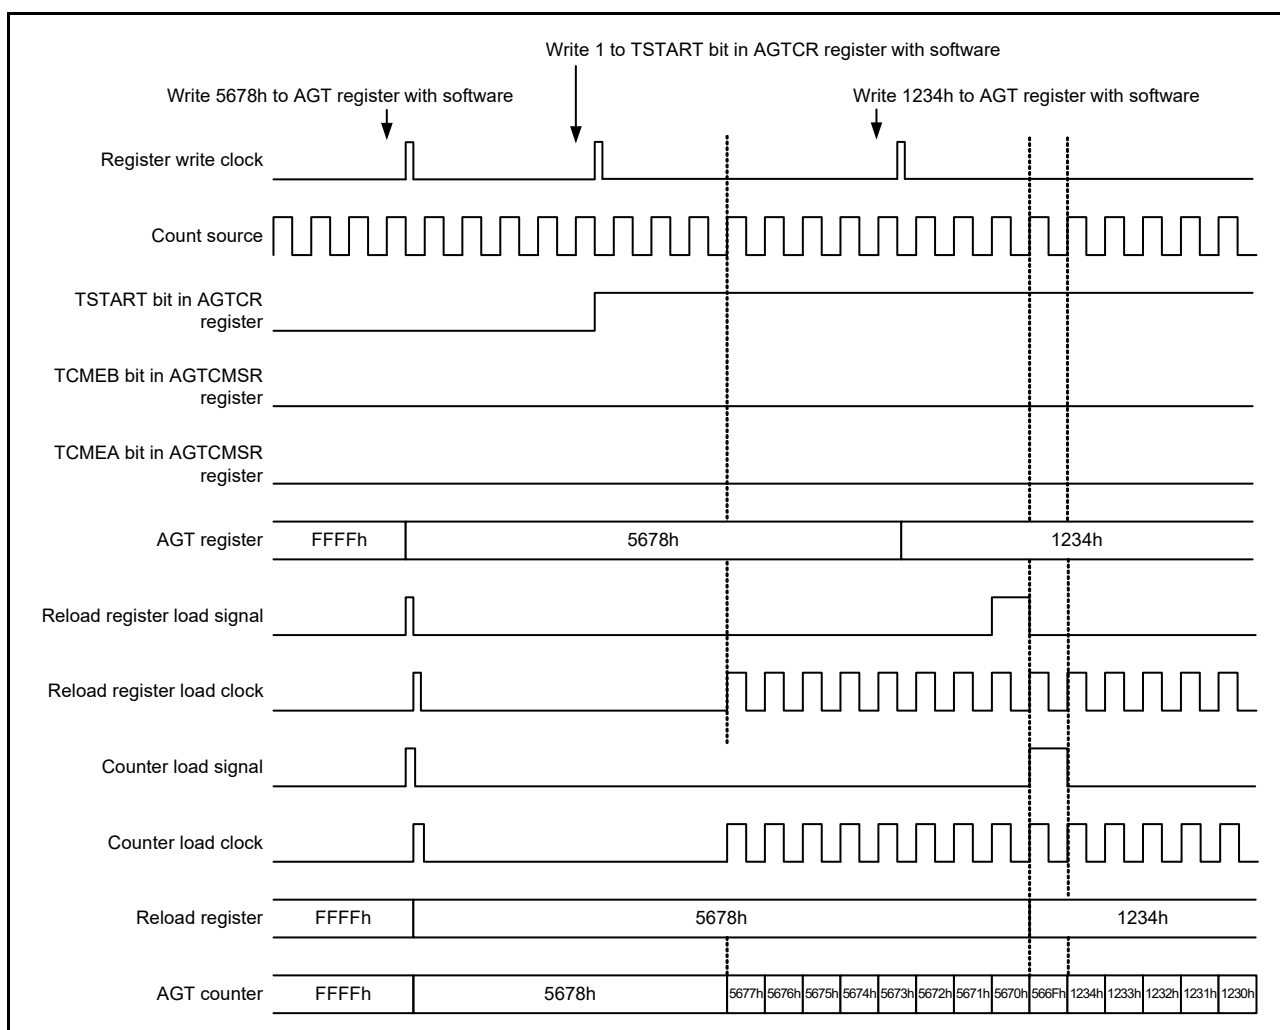 Write 1 to TSTART bit in AGTCR register with software
Write 5678h to AGT register with software
Write 1234h to AGT register with software
Register write clock
Count source
TSTART bit in AGTCR
register
TCMEB bit in AGTCMSR
register
TCMEA bit in AGTCMSR
register
AGT register FFFFh 5678h 1234h
Reload register load signal
Reload register load clock
Counter load signal
Counter load clock
Reload register FFFFh 5678h 1234h
AGT counter FFFFh 5678h 5677h 5676h 5675h 5674h 5673h 5672h 5671h 5670h 566Fh 1234h 1233h 1232h 1231h 1230h